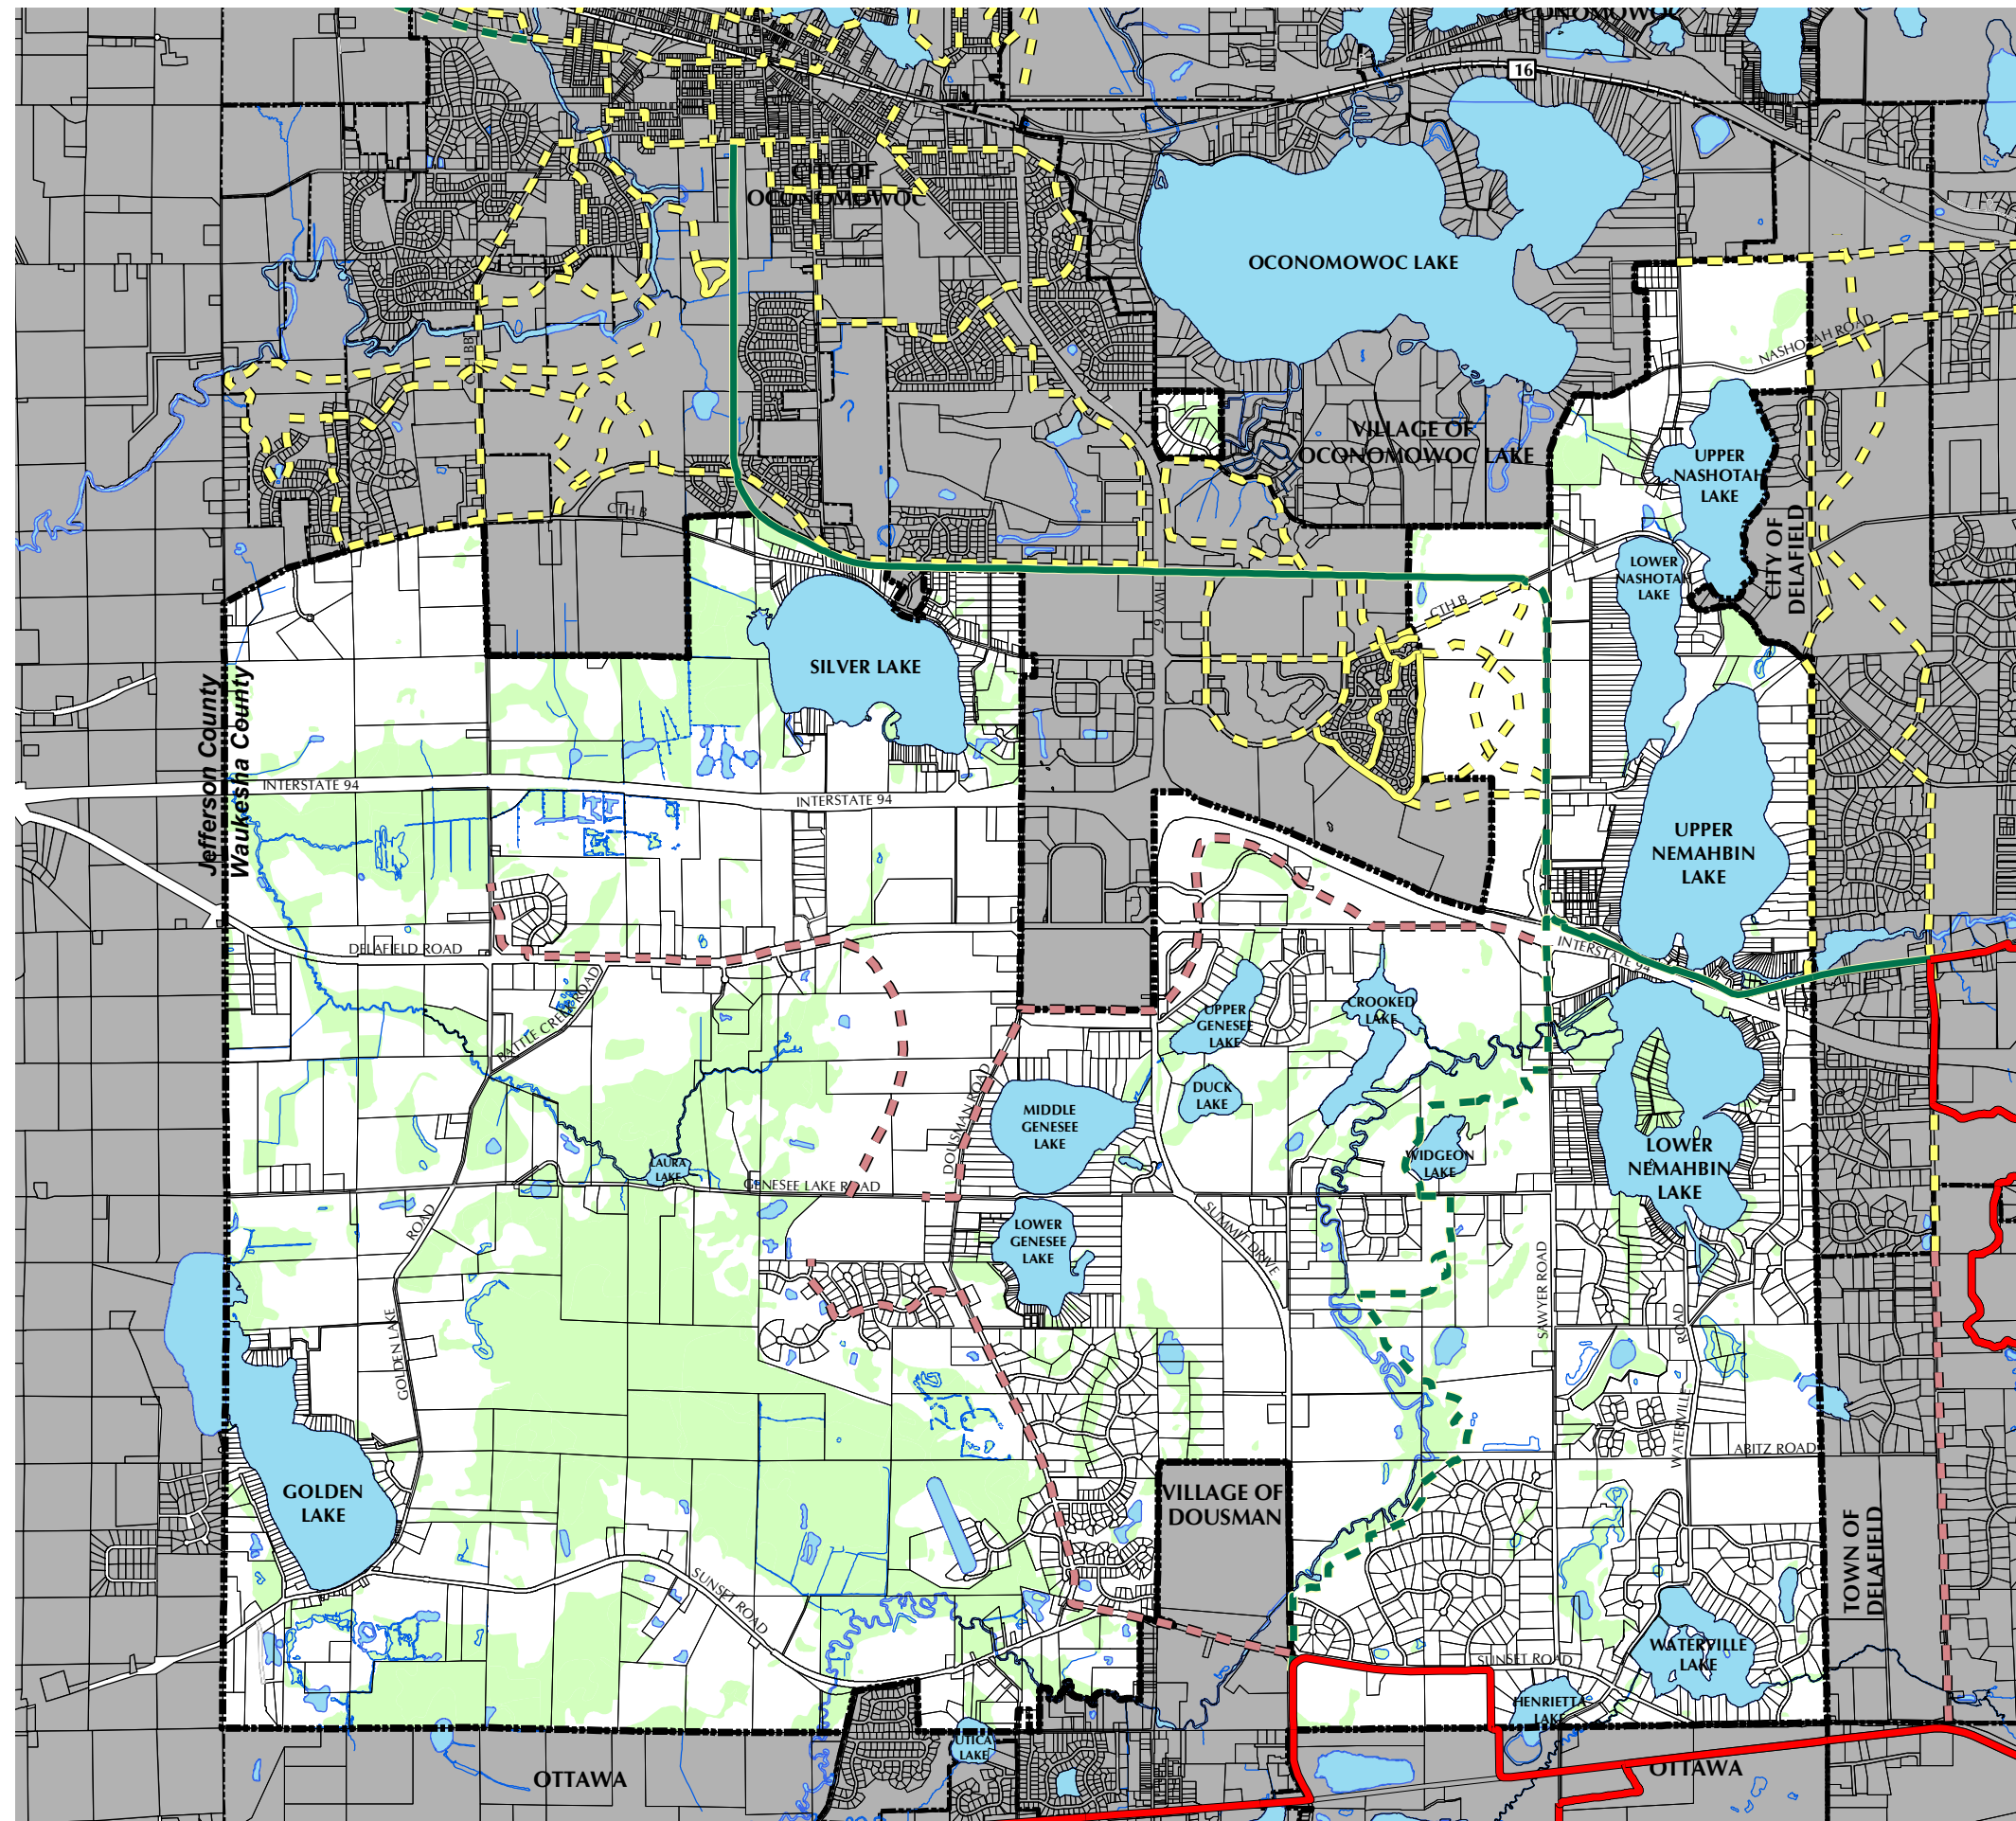 OCONOMOWOC
16
CITY OF
OCONOMOWOC
OCONOMOWOC LAKE
NASHOTAH ROAD
CTH BB
VILLAGE OF
OCONOMOWOC LAKE
UPPER
NASHOTAH
LAKE
CITY OF
DELAFIELD
CTH B
LOWER
NASHOTAH
LAKE
HWY 67
CTH B
SILVER LAKE
Jefferson County
Waukesha County
INTERSTATE 94
INTERSTATE 94
UPPER
NEMAHBIN
LAKE
DELAFIELD ROAD
INTERSTATE 94
BATTLE CREEK ROAD
UPPER
GENESEE
LAKE
CROOKED
LAKE
DUCK
LAKE
MIDDLE
GENESEE
LAKE
DOUSMAN ROAD
LAURA
LAKE
WIDGEON
LAKE
LOWER
NEMAHBIN
LAKE
GENESEE LAKE ROAD
LOWER
GENESEE
LAKE
SUMMIT DRIVE
GOLDEN LAKE
ROAD
SAWYER ROAD
WATERVILLE
ROAD
ABITZ ROAD
GOLDEN
LAKE
VILLAGE OF
DOUSMAN
TOWN OF
DELAFIELD
SUNSET ROAD
WATERVILLE
LAKE
SUNSET ROAD
HENRIETTA
LAKE
UTICA
LAKE
OTTAWA
OTTAWA